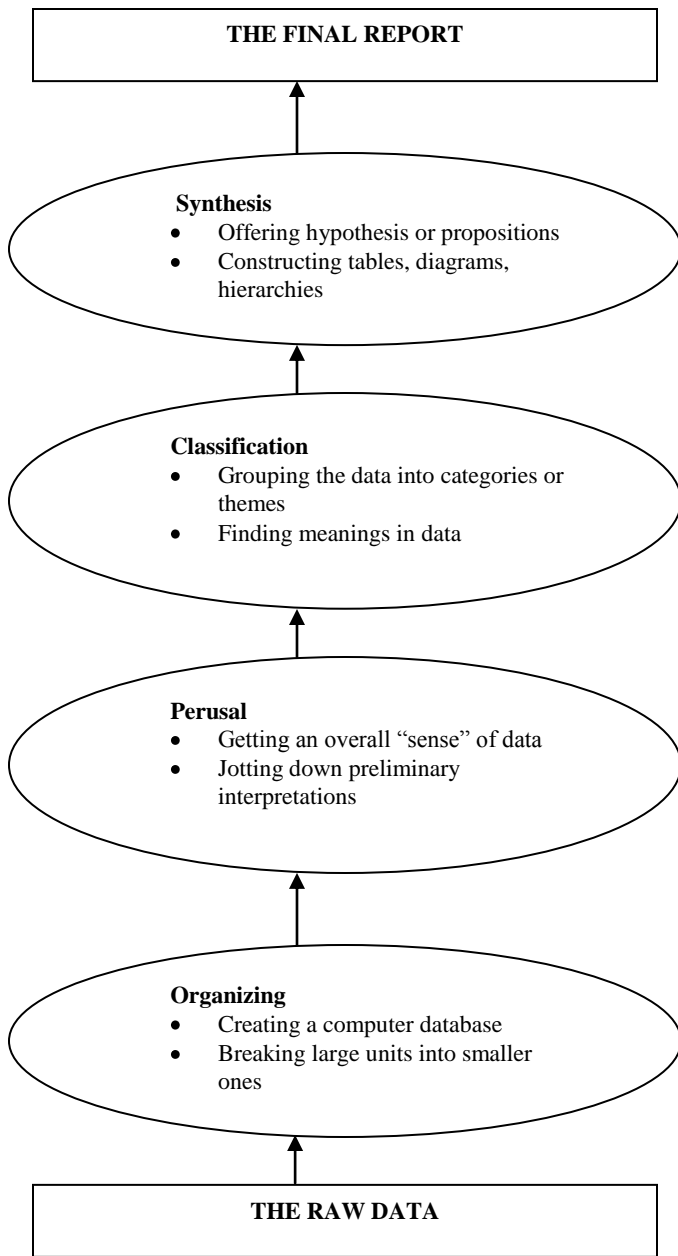 THE FINAL REPORT
Synthesis
• Offering hypothesis or propositions
• Constructing tables, diagrams,
hierarchies
Classification
• Grouping the data into categories or
themes
• Finding meanings in data
Perusal
• Getting an overall “sense” of data
• Jotting down preliminary
interpretations
Organizing
• Creating a computer database
• Breaking large units into smaller
ones
THE RAW DATA